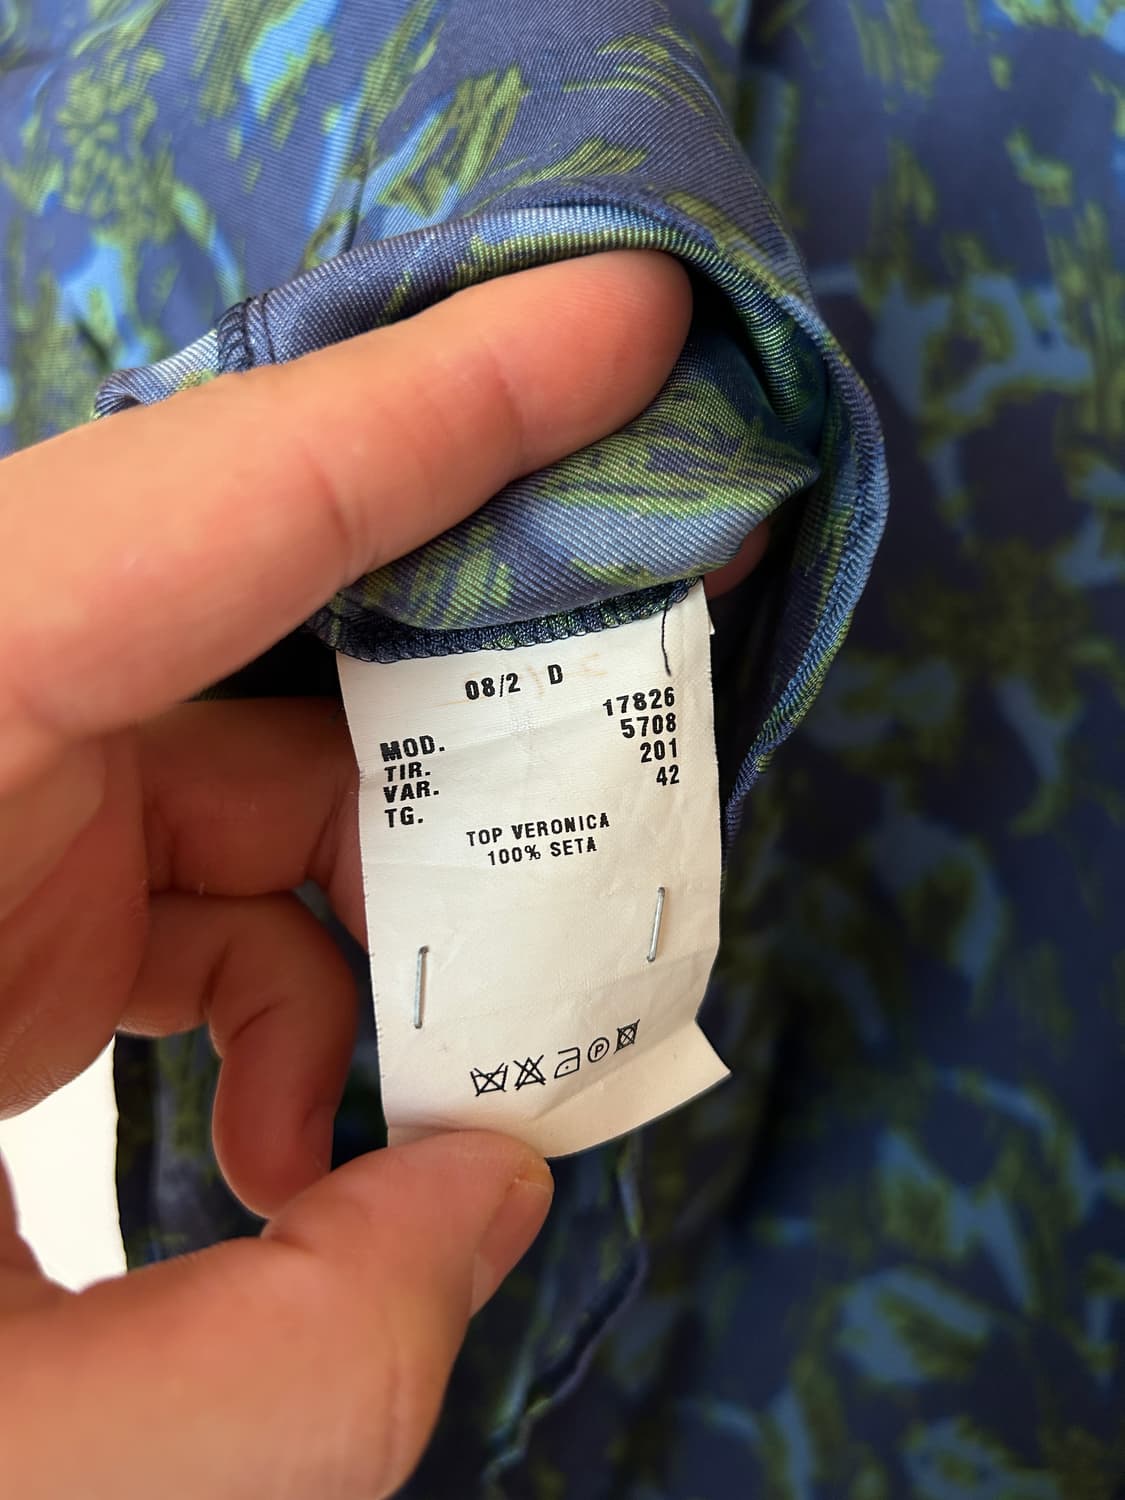 08/2 D
MOD. 17826
TIR. 5708
VAR. 201
TG. 42
TOP VERONICA
100% SETA
P